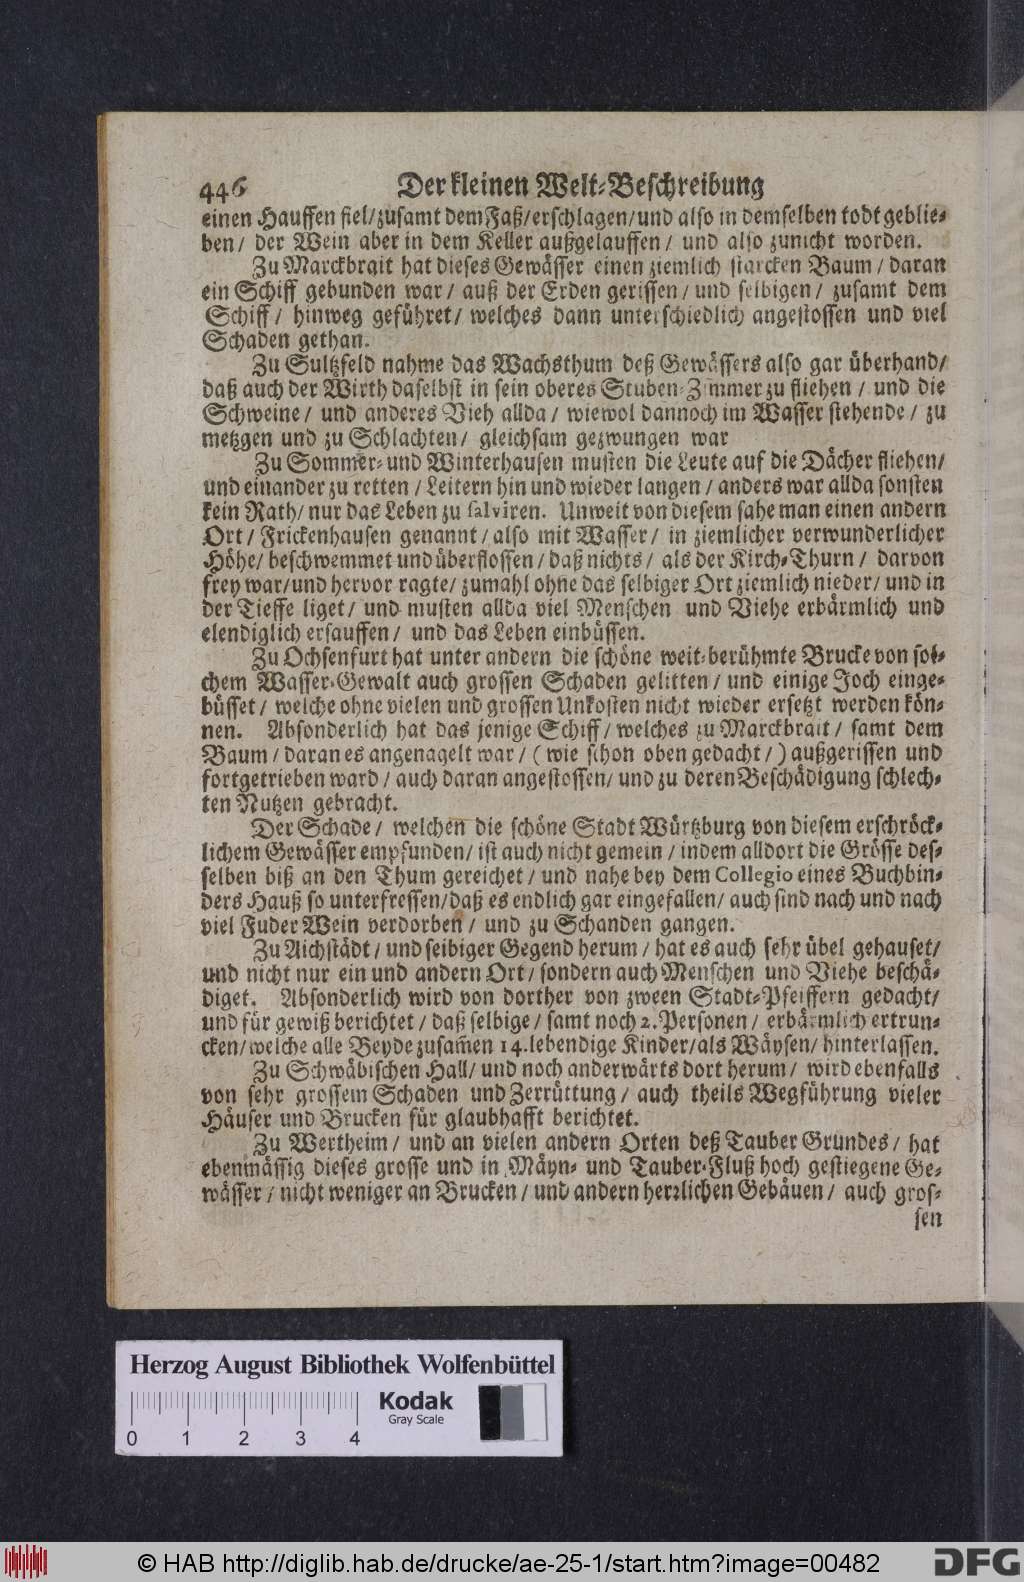 446 Der kleinen Welt-Beschreibung
einen Hauffen fiel/ zusamt dem Faß/ erschlagen/ und also in demselben todt geblie-
ben/ der Wein aber in dem Keller außgelauffen/ und also zunicht worden.
Zu Marckbrait hat dieses Gewässer einen ziemlich starcken Baum/ daran
ein Schiff gebunden war/ auß der Erden gerissen/ und selbigen/ zusamt dem
Schiff/ hinweg geführet/ welches dann unterschiedlich angestossen und viel
Schaden gethan.
Zu Sultzfeld nahme das Wachsthum deß Gewässers also gar überhand/
daß auch der Wirth daselbst in sein oberes Stuben-Zimmer zu fliehen/ und die
Schweine/ und anderes Vieh allda/ wiewol dannoch im Wasser stehende/ zu
metzgen und zu Schlachten/ gleichsam gezwungen war
Zu Sommer- und Winterhausen musten die Leute auf die Dächer fliehen/
und einander zu retten/ Leitern hin und wieder langen/ anders war allda sonsten
kein Rath/ nur das Leben zu salviren. Unweit von diesem sahe man einen andern
Ort/ Frickenhausen genannt/ also mit Wasser/ in ziemlicher verwunderlicher
Höhe/ beschwemmet und überflossen/ daß nichts/ als der Kirch-Thurn/ darvon
frey war/ und hervor ragte/ zumahl ohne das selbiger Ort ziemlich nieder/ und in
der Tieffe liget/ und musten allda viel Menschen und Viehe erbärmlich und
elendiglich ersauffen/ und das Leben einbüssen.
Zu Ochsenfurt hat unter andern die schöne weit-berühmte Brucke von sol-
chem Wasser-Gewalt auch grossen Schaden gelitten/ und einige Joch einge-
büsset/ welche ohne vielen und grossen Unkosten nicht wieder ersetzt werden kön-
nen. Absonderlich hat das jenige Schiff/ welches zu Marckbrait/ samt dem
Baum/ daran es angenagelt war/ (wie schon oben gedacht/) außgerissen und
fortgetrieben ward/ auch daran angestossen/ und zu deren Beschädigung schlech-
ten Nutzen gebracht.
Der Schade/ welchen die schöne Stadt Würtzburg von diesem erschröck-
lichem Gewässer empfunden/ ist auch nicht gemein/ indem alldort die Grösse des-
selben biß an den Thum gereichet/ und nahe bey dem Collegio eines Buchbin-
ders Hauß so unterfressen/ daß es endlich gar eingefallen/ auch sind nach und nach
viel Fuder Wein verdorben/ und zu Schanden gangen.
Zu Aichstädt/ und selbiger Gegend herum/ hat es auch sehr übel gehauset/
und nicht nur ein und andern Ort/ sondern auch Menschen und Viehe beschä-
diget. Absonderlich wird von dorther von zween Stadt-Pfeiffern gedacht/
und für gewiß berichtet/ daß selbige/ samt noch 2. Personen/ erbärmlich ertrun-
cken/ welche alle Beyde zusam̃en 14. lebendige Kinder/ als Wäysen/ hinterlassen.
Zu Schwäbischen Hall/ und noch anderwärts dort herum/ wird ebenfalls
von sehr grossem Schaden und Zerrüttung/ auch theils Wegführung vieler
Häuser und Brucken für glaubhafft berichtet.
Zu Wertheim/ und an vielen andern Orten deß Tauber Grundes/ hat
ebenmässig dieses grosse und in Mäyn- und Tauber-Fluß hoch gestiegene Ge-
wässer/ nicht weniger an Brucken/ und andern herrlichen Gebäuen/ auch gros-
sen
Herzog August Bibliothek Wolfenbüttel
Kodak
Gray Scale
0 1 2 3 4
© HAB http://diglib.hab.de/drucke/ae-25-1/start.htm?image=00482
DFG